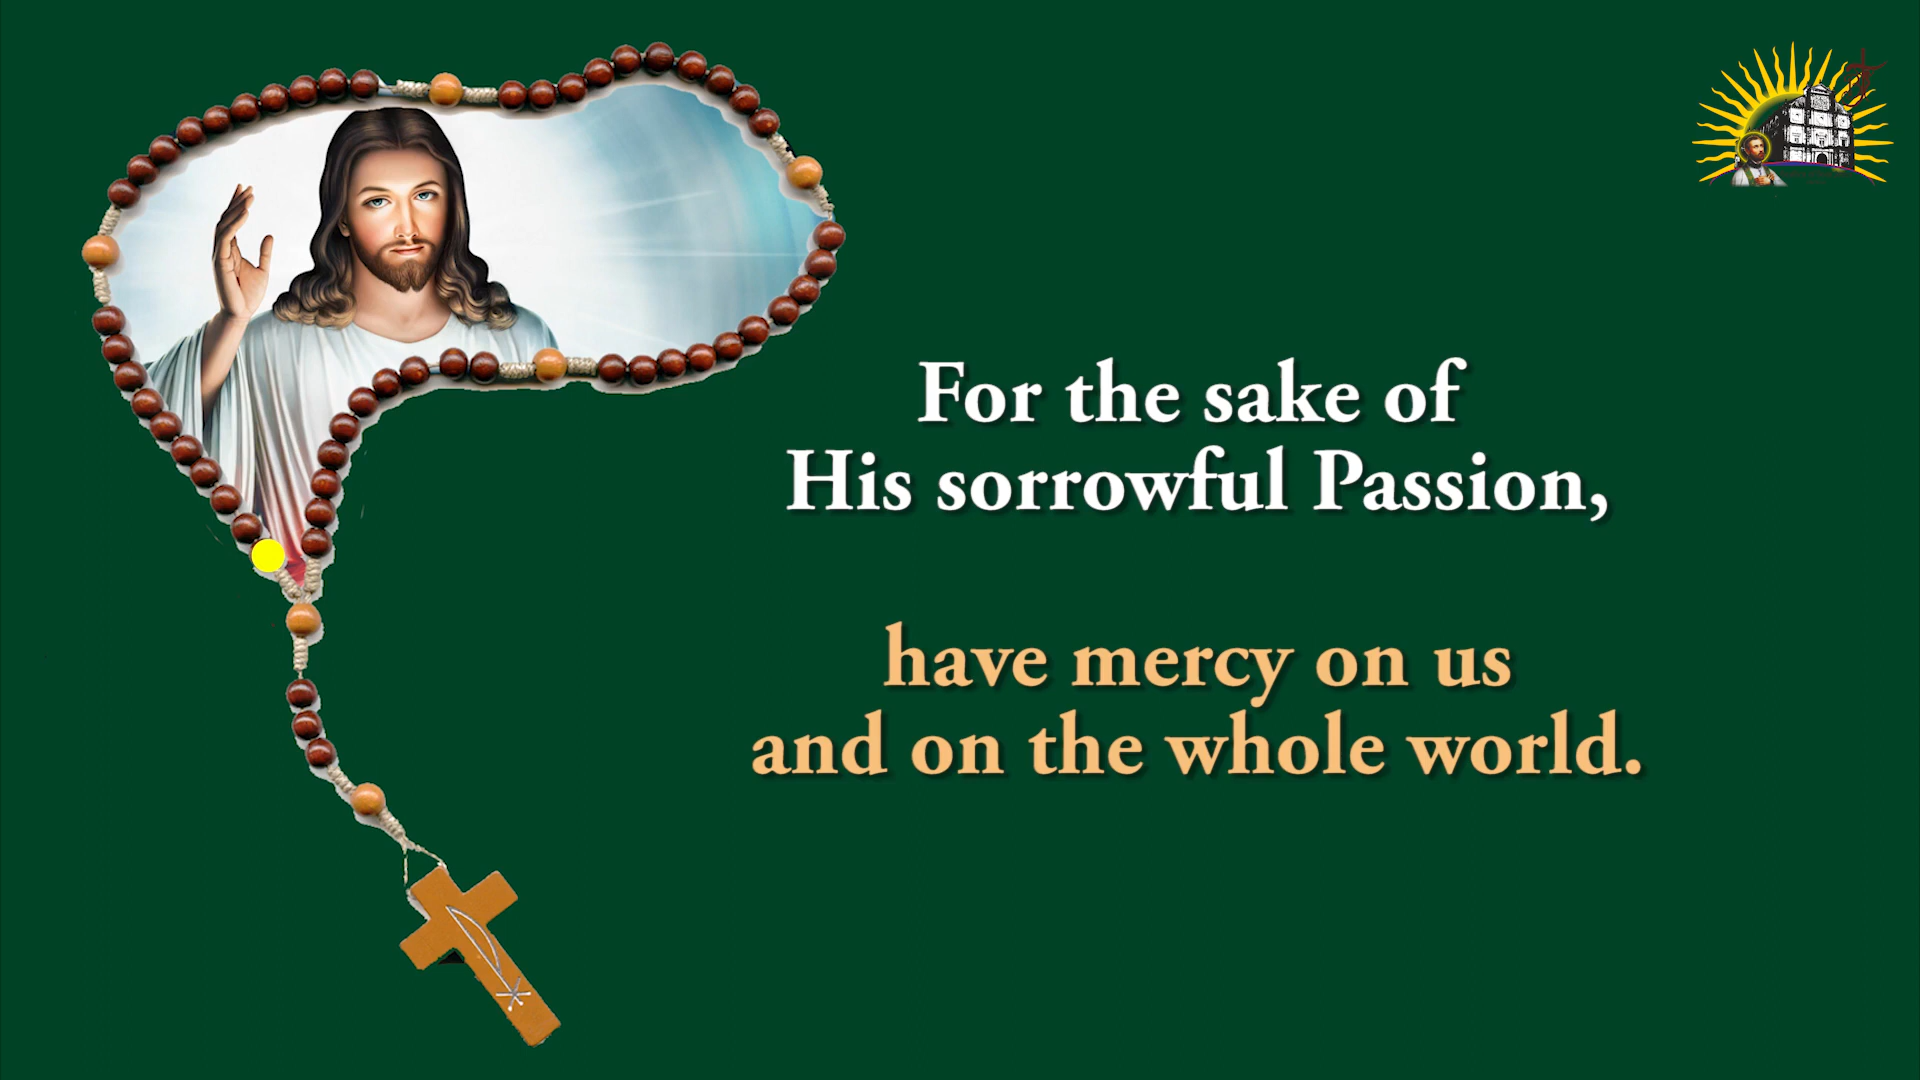 For the sake of
His sorrowful Passion,
have mercy on us
and on the whole world.